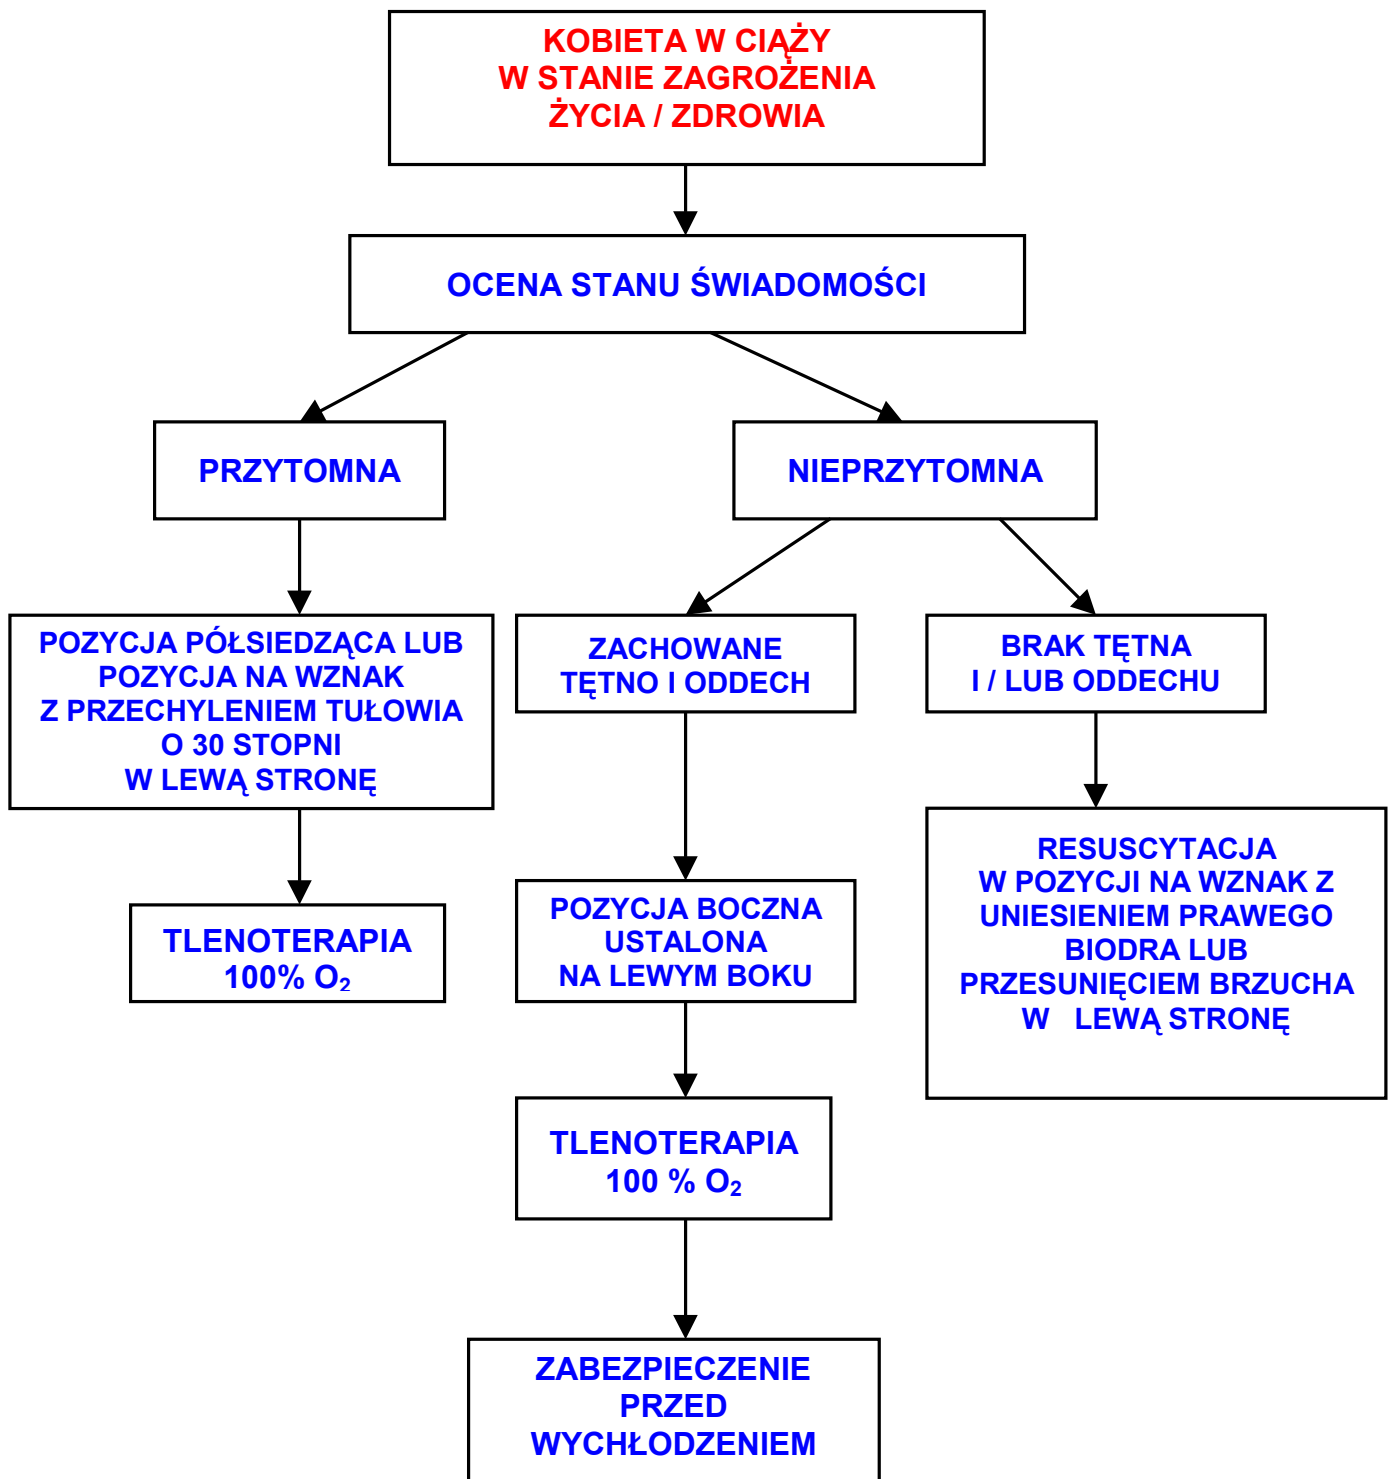 KOBIETA W CIĄŻY
W STANIE ZAGROŻENIA
ŻYCIA / ZDROWIA
OCENA STANU ŚWIADOMOŚCI
PRZYTOMNA
NIEPRZYTOMNA
POZYCJA PÓŁSIEDZĄCA LUB
POZYCJA NA WZNAK
Z PRZECHYLENIEM TUŁOWIA
O 30 STOPNI
W LEWĄ STRONĘ
ZACHOWANE
TĘTNO I ODDECH
BRAK TĘTNA
I / LUB ODDECHU
TLENOTERAPIA
100% O₂
POZYCJA BOCZNA
USTALONA
NA LEWYM BOKU
RESUSCYTACJA
W POZYCJI NA WZNAK Z
UNIESIENIEM PRAWEGO
BIODRA LUB
PRZESUNIĘCIEM BRZUCHA
W LEWĄ STRONĘ
TLENOTERAPIA
100 % O₂
ZABEZPIECZENIE
PRZED
WYCHŁODZENIEM